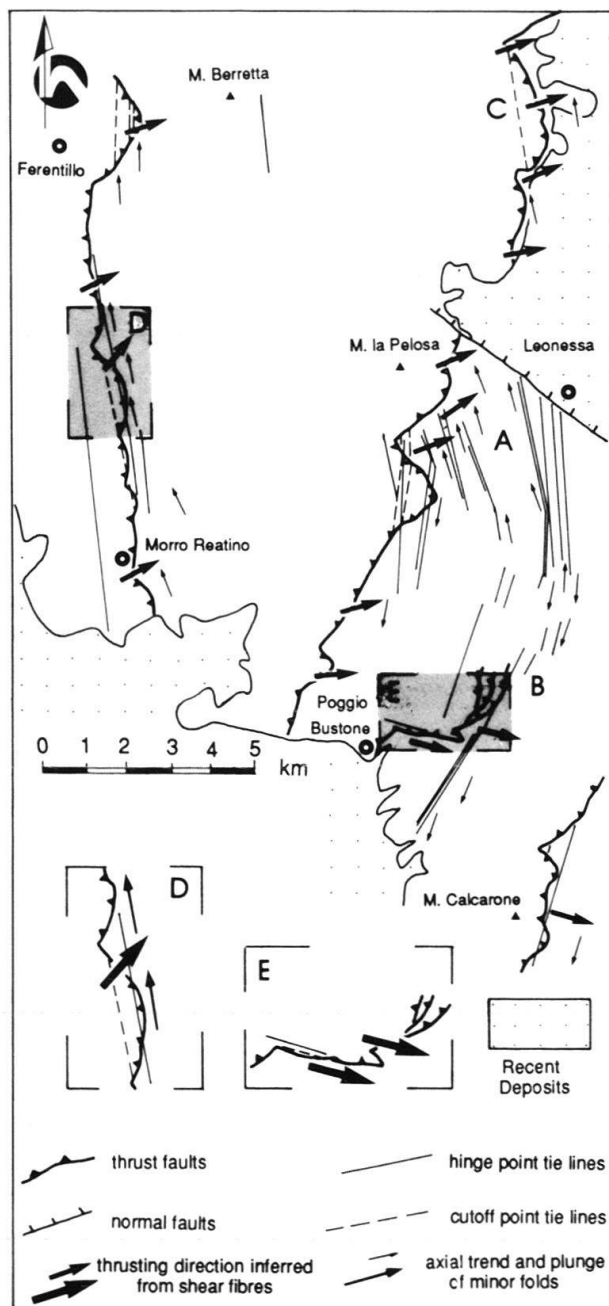 M. Berretta
Ferentillo
C
D
M. la Pelosa
Leonessa
A
Morro Reatino
E
B
Poggio
Bustone
0 1 2 3 4 5
km
D
M. Calcarone
E
Recent
Deposits
thrust faults
hinge point tie lines
normal faults
cutoff point tie lines
thrusting direction inferred
from shear fibres
axial trend and plunge
cf minor folds